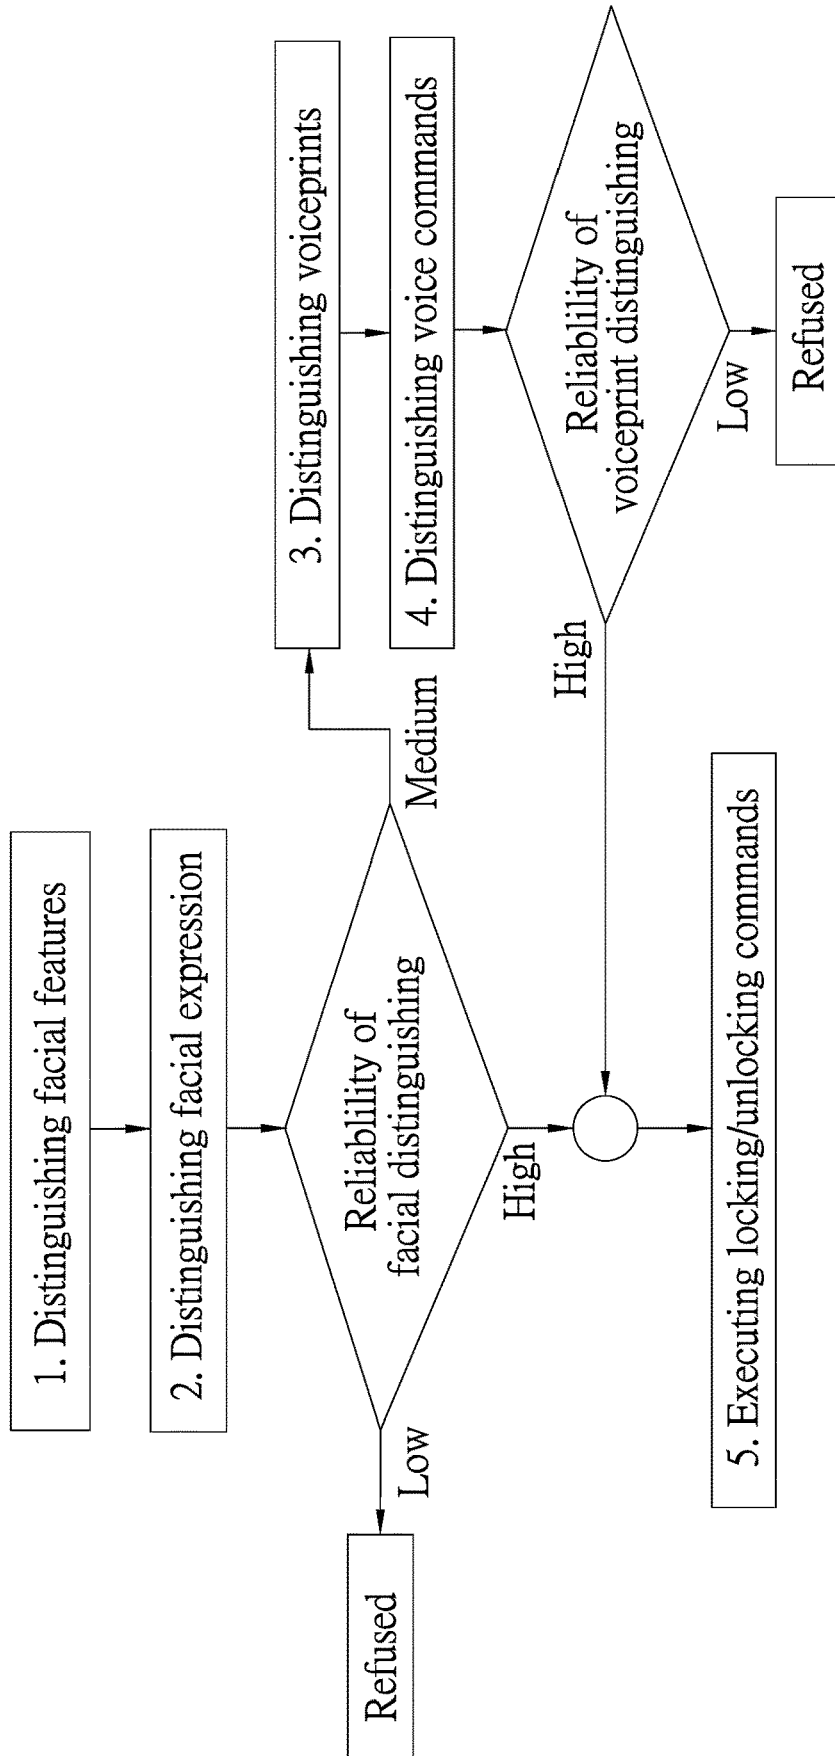 1. Distinguishing facial features
2. Distinguishing facial expression
Reliablility of
facial distinguishing
Low
Refused
High
Medium
3. Distinguishing voiceprints
4. Distinguishing voice commands
Reliablility of
voiceprint distinguishing
High
Low
Refused
5. Executing locking/unlocking commands